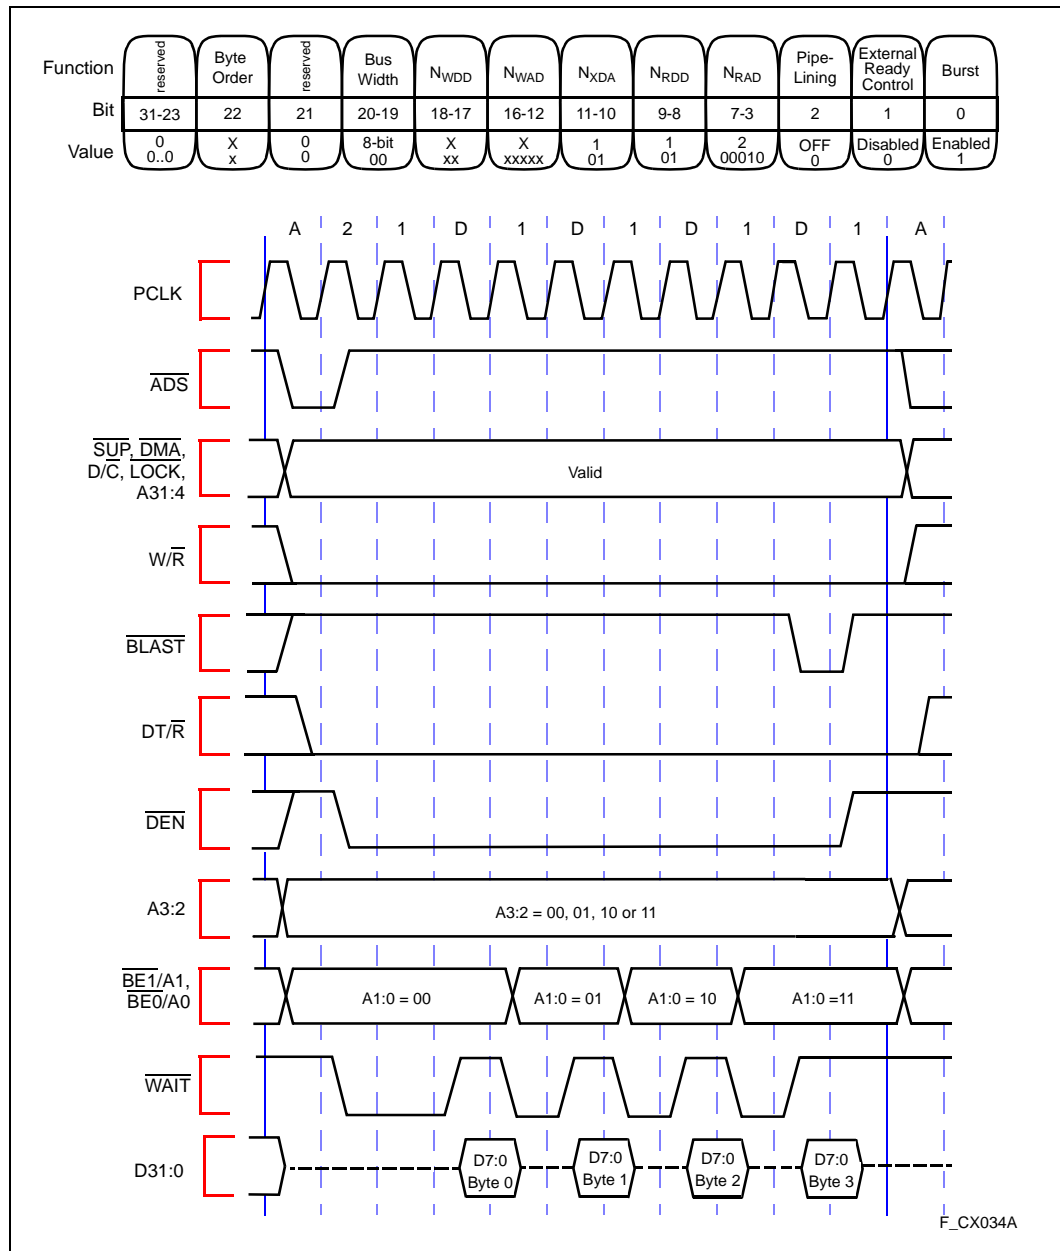 Function reserved Byte Order reserved Bus Width NWDD NWAD NXDA NRDD NRAD Pipe-Lining External Ready Control Burst
Bit 31-23 22 21 20-19 18-17 16-12 11-10 9-8 7-3 2 1 0
Value 0 X 0 8-bit X X 1 1 2 OFF Disabled Enabled
0..0 x 0 00 xx xxxxx 01 01 00010 0 0 1
A 2 1 D 1 D 1 D 1 D 1 A
PCLK
ADS
SUP, DMA,
D/C, LOCK,
A31:4
Valid
W/R
BLAST
DT/R
DEN
A3:2
A3:2 = 00, 01, 10 or 11
BE1/A1,
BE0/A0
A1:0 = 00 A1:0 = 01 A1:0 = 10 A1:0 =11
WAIT
D31:0
D7:0 D7:0 D7:0 D7:0
Byte 0 Byte 1 Byte 2 Byte 3
F_CX034A